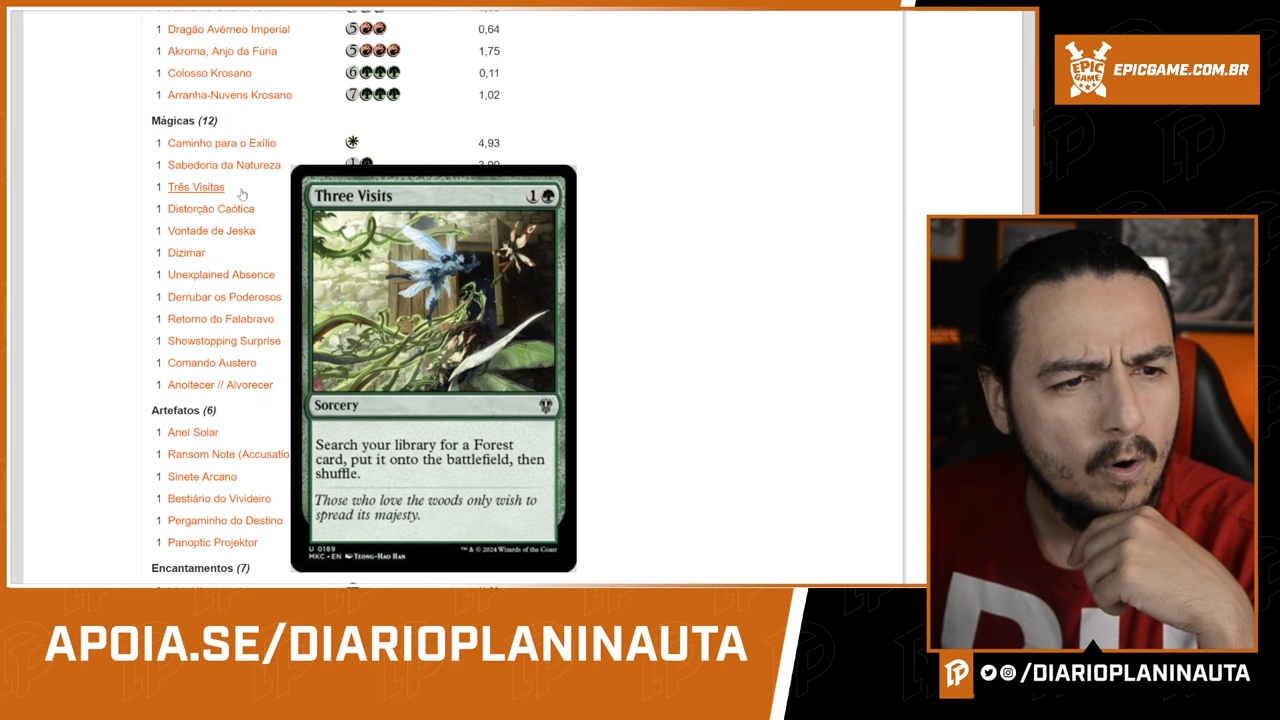 1 Dragão Avérneo Imperial 5 0,64
1 Akroma, Anjo da Fúria 5 1,75
1 Colosso Krosano 6 0,11
1 Arranha-Nuvens Krosano 7 1,02
Mágicas (12)
1 Caminho para o Exílio 4,93
1 Sabedoria da Natureza 1
1 Três Visitas
1 Distorção Caótica
1 Vontade de Jeska
1 Dizimar
1 Unexplained Absence
1 Derrubar os Poderosos
1 Retorno do Falabravo
1 Showstopping Surprise
1 Comando Austero
1 Anoitecer // Alvorecer
Artefatos (6)
1 Anel Solar
1 Ransom Note (Accusatio
1 Sinete Arcano
1 Bestiário do Vivideiro
1 Pergaminho do Destino
1 Panoptic Projektor
Encantamentos (7)
Three Visits 1
Sorcery
Search your library for a Forest
card, put it onto the battlefield, then
shuffle.
Those who love the woods only wish to
spread its majesty.
U 0189
MKC • EN Yeong-Hao Han
™ & © 2024 Wizards of the Coast
EPIC
GAME
EPICGAME.COM.BR
APOIA.SE/DIARIOPLANINAUTA
/DIARIOPLANINAUTA